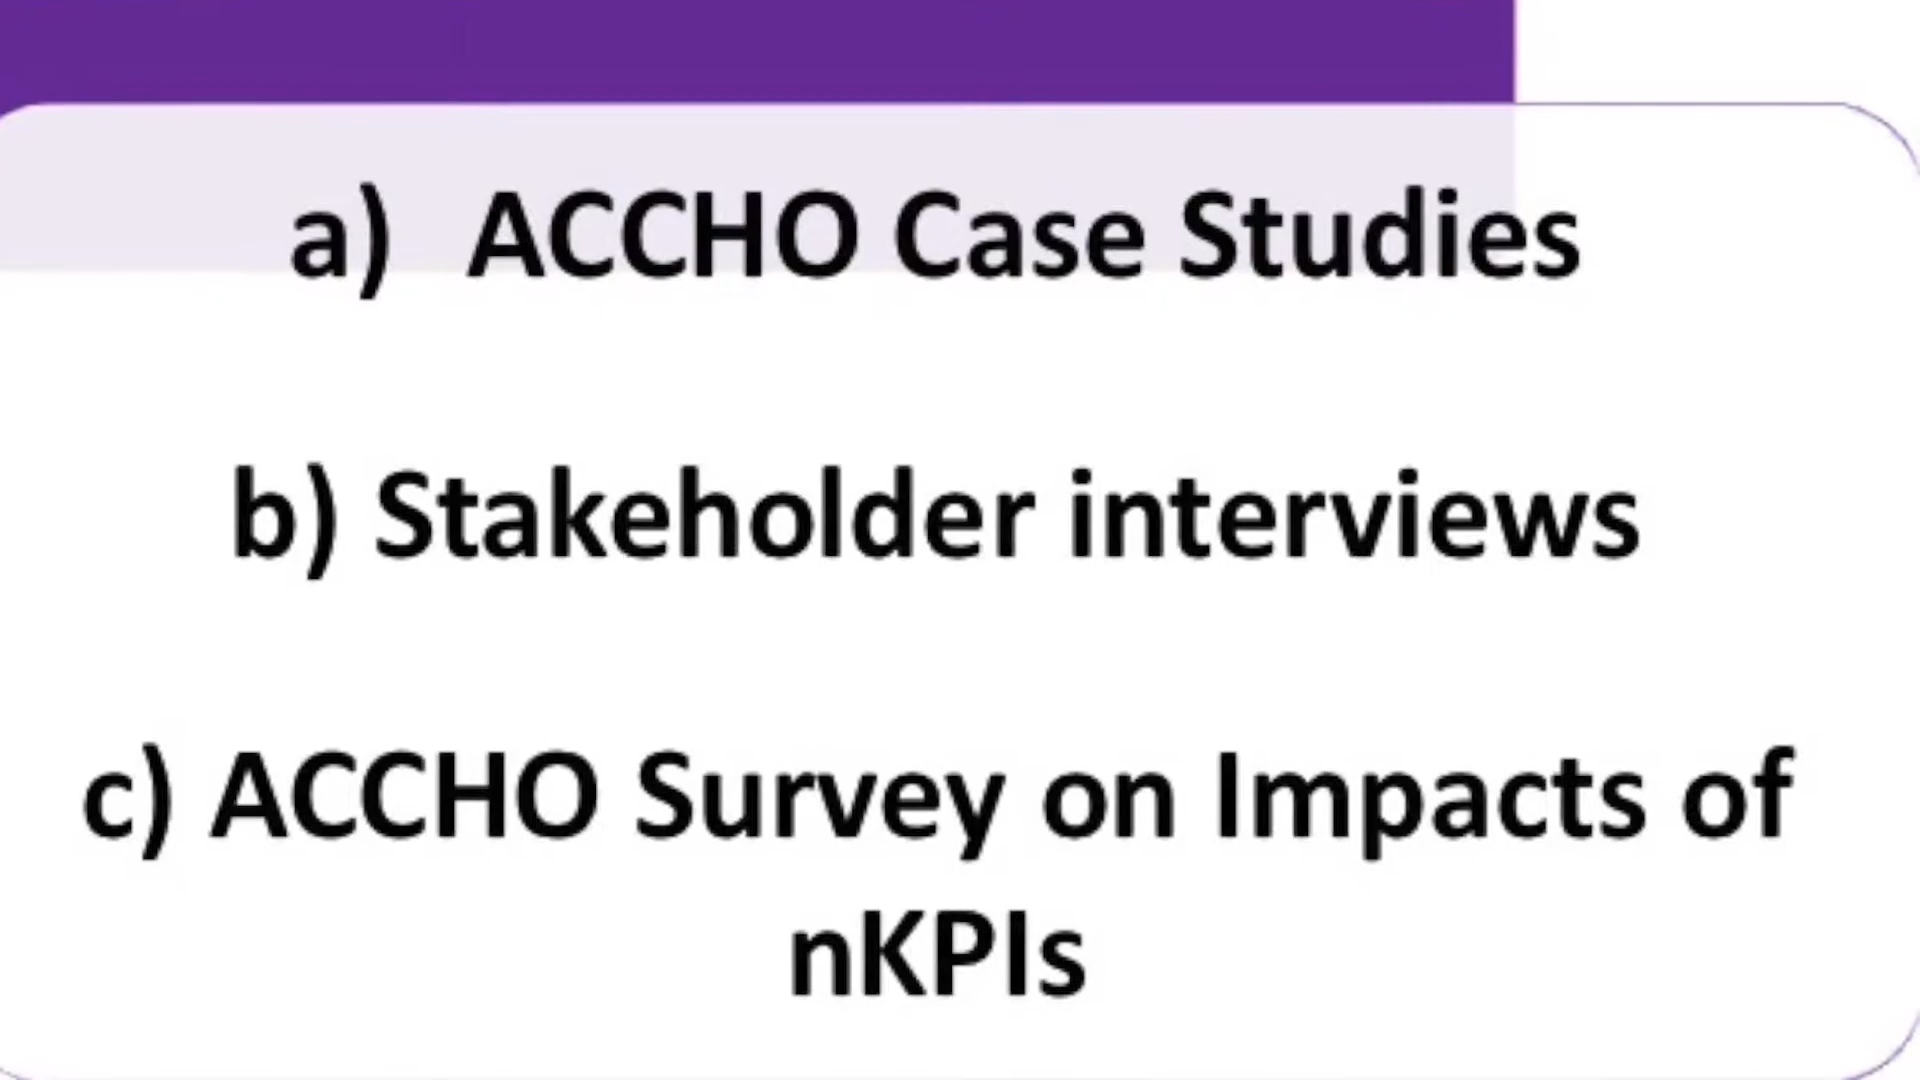 a) ACCHO Case Studies
b) Stakeholder interviews
c) ACCHO Survey on Impacts of
nKPIs